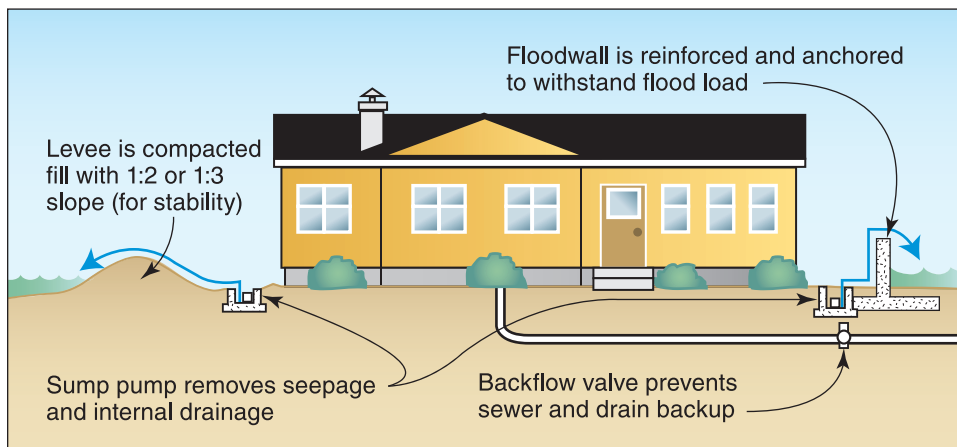 Floodwall is reinforced and anchored
to withstand flood load
Levee is compacted
fill with 1:2 or 1:3
slope (for stability)
Sump pump removes seepage
and internal drainage
Backflow valve prevents
sewer and drain backup